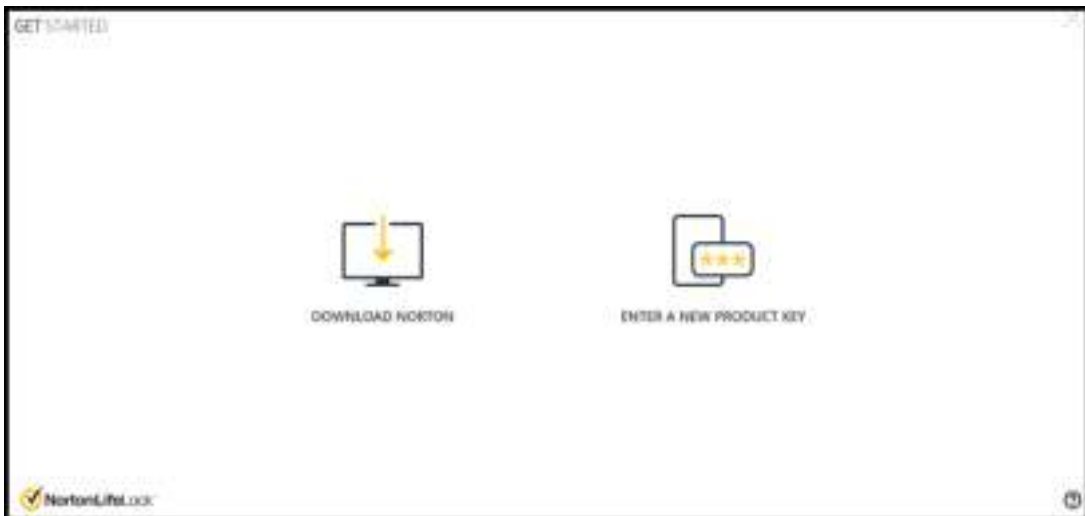 GET STARTED
DOWNLOAD NORTON
ENTER A NEW PRODUCT KEY
NortonLifeLock